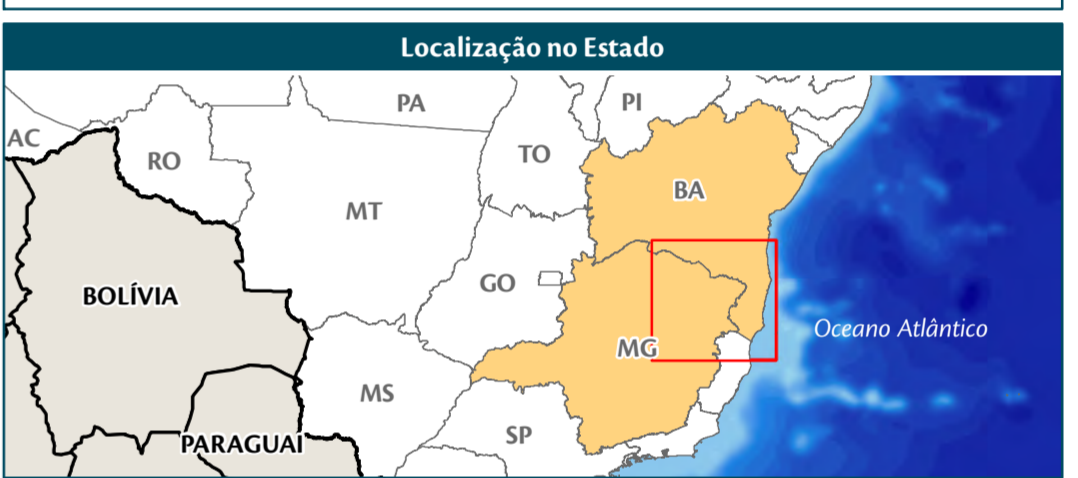 Localização no Estado
PA
PI
AC
RO
TO
BA
MT
GO
BOLÍVIA
Oceano Atlântico
MG
MS
SP
PARAGUAI